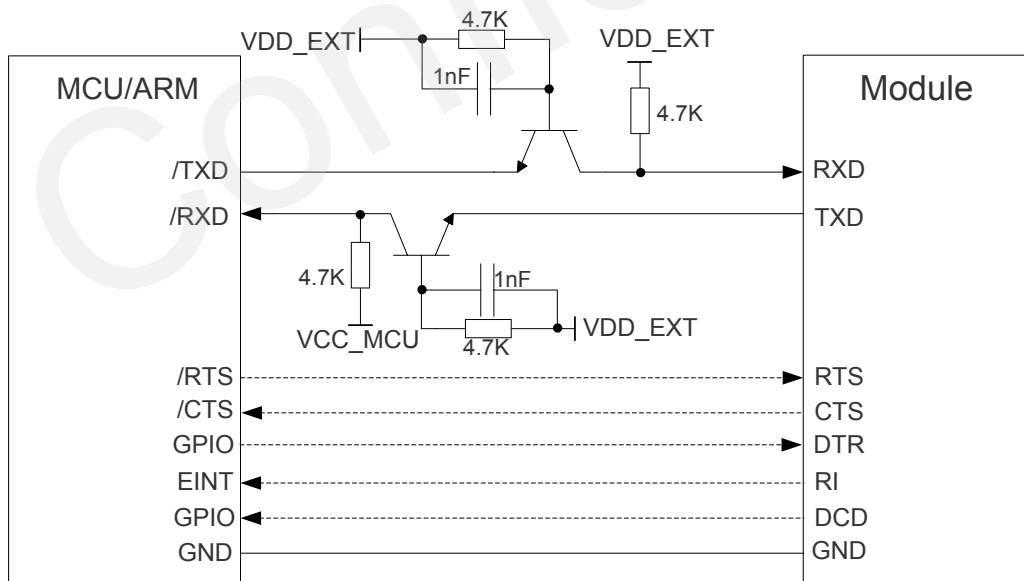 4.7K
VDD_EXT
VDD_EXT
1nF
MCU/ARM
Module
4.7K
/TXD
RXD
/RXD
TXD
4.7K
1nF
VCC_MCU
4.7K
VDD_EXT
/RTS
RTS
/CTS
CTS
GPIO
DTR
EINT
RI
GPIO
DCD
GND
GND